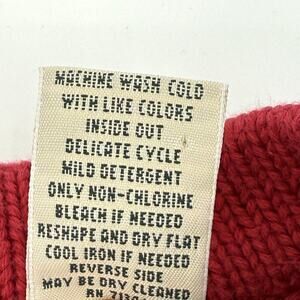 MACHINE WASH COLD
WITH LIKE COLORS
INSIDE OUT
DELICATE CYCLE
MILD DETERGENT
ONLY NON-CHLORINE
BLEACH IF NEEDED
RESHAPE AND DRY FLAT
COOL IRON IF NEEDED
REVERSE SIDE
MAY BE DRY CLEANED
RN